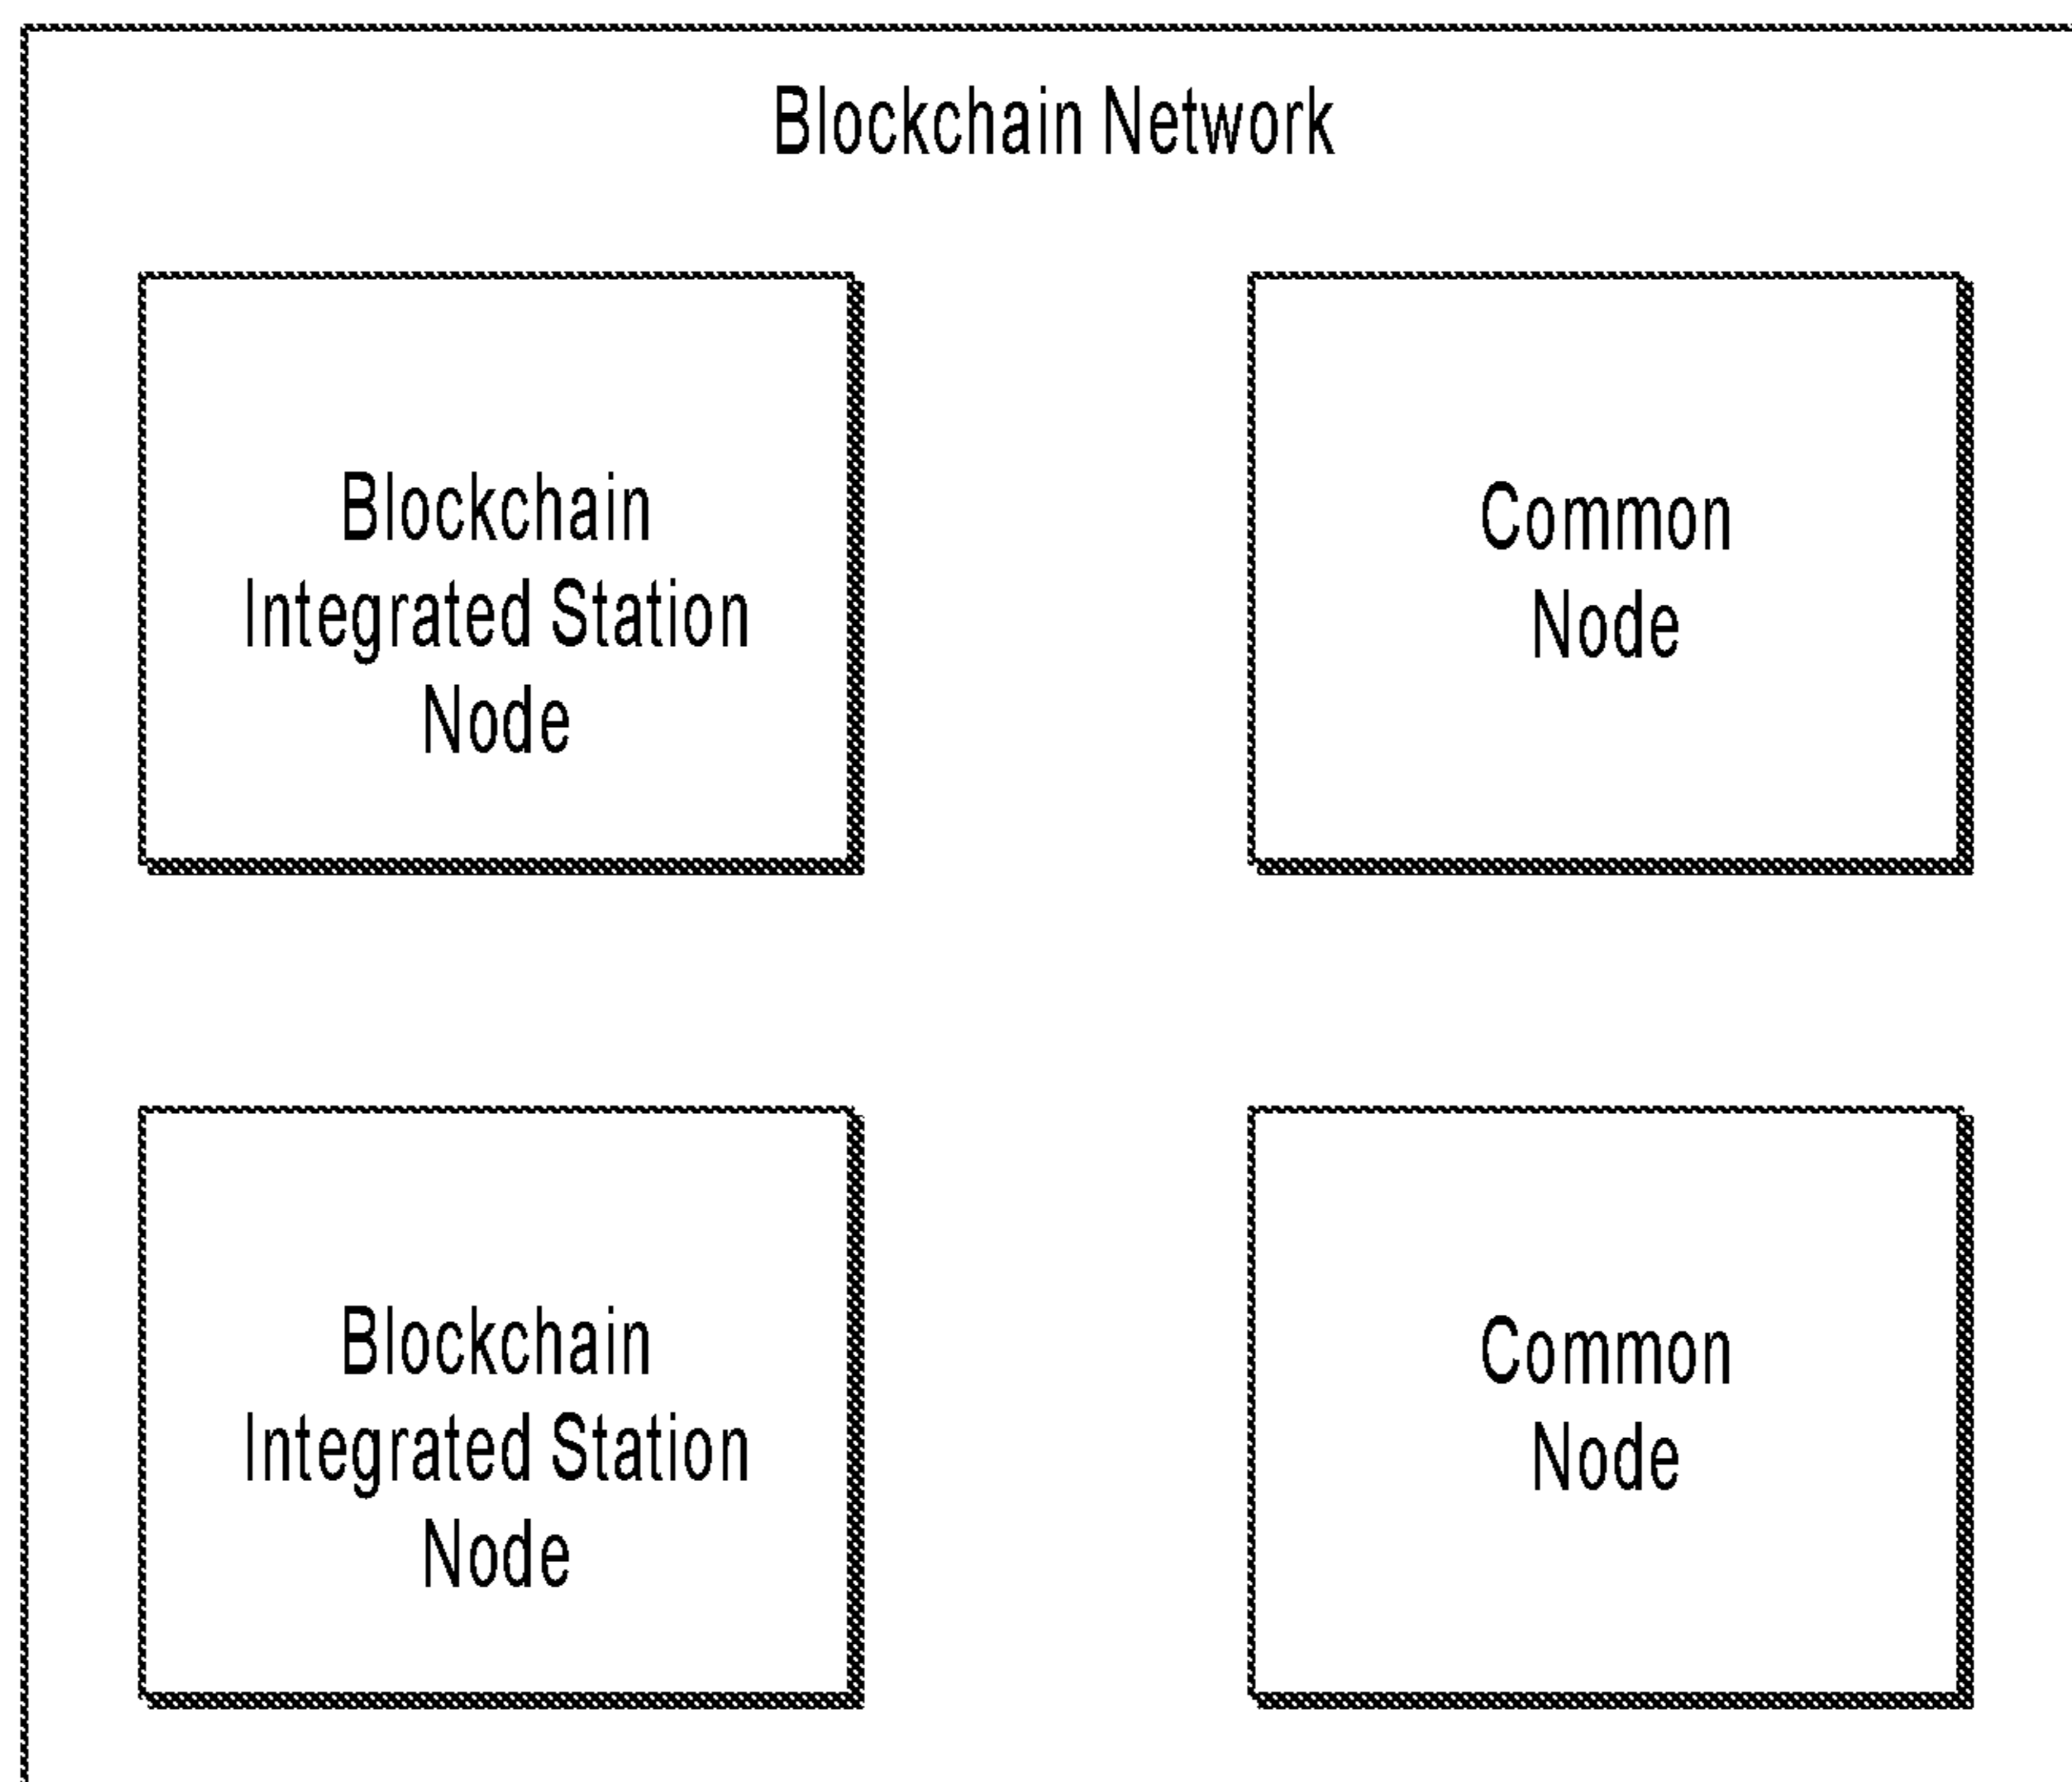 Blockchain Network
Blockchain
Integrated Station
Node
Common
Node
Blockchain
Integrated Station
Node
Common
Node